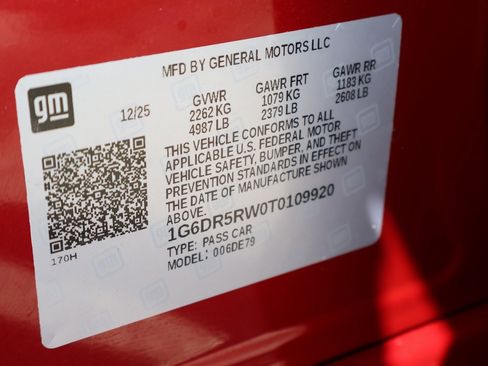 MFD BY GENERAL MOTORS LLC
gm
12/25
GVWR
2262 KG
4987 LB
GAWR FRT
1079 KG
2379 LB
GAWR RR
1183 KG
2608 LB
THIS VEHICLE CONFORMS TO ALL
APPLICABLE U.S. FEDERAL MOTOR
VEHICLE SAFETY, BUMPER, AND THEFT
PREVENTION STANDARDS IN EFFECT ON
THE DATE OF MANUFACTURE SHOWN
ABOVE.
1G6DR5RW0T0109920
TYPE: PASS CAR
MODEL: 006DE79
170H